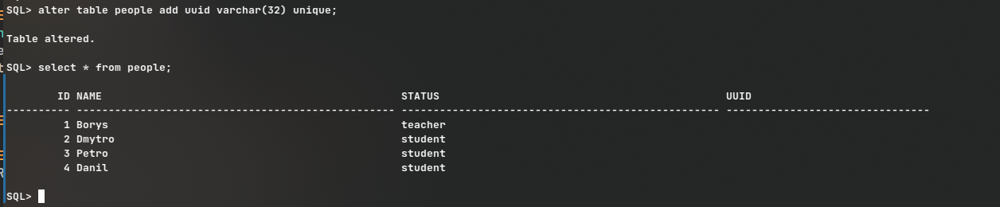 SQL> alter table people add uuid varchar(32) unique;
Table altered.
SQL> select * from people;
ID NAME STATUS UUID
---------- -------------------------------------------------- -------------------------------------------------- --------------------------------
1 Borys teacher
2 Dmytro student
3 Petro student
4 Danil student
SQL>